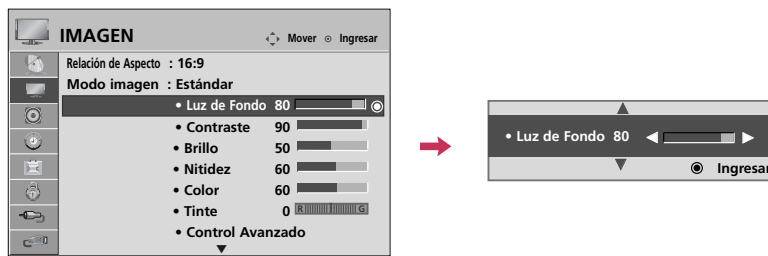 IMAGEN
Mover
Ingresar
Relación de Aspecto : 16:9
Modo imagen : Estándar
• Luz de Fondo 80
• Contraste 90
• Brillo 50
• Nitidez 60
• Color 60
• Tinte 0 R G
• Control Avanzado
• Luz de Fondo 80
Ingresar